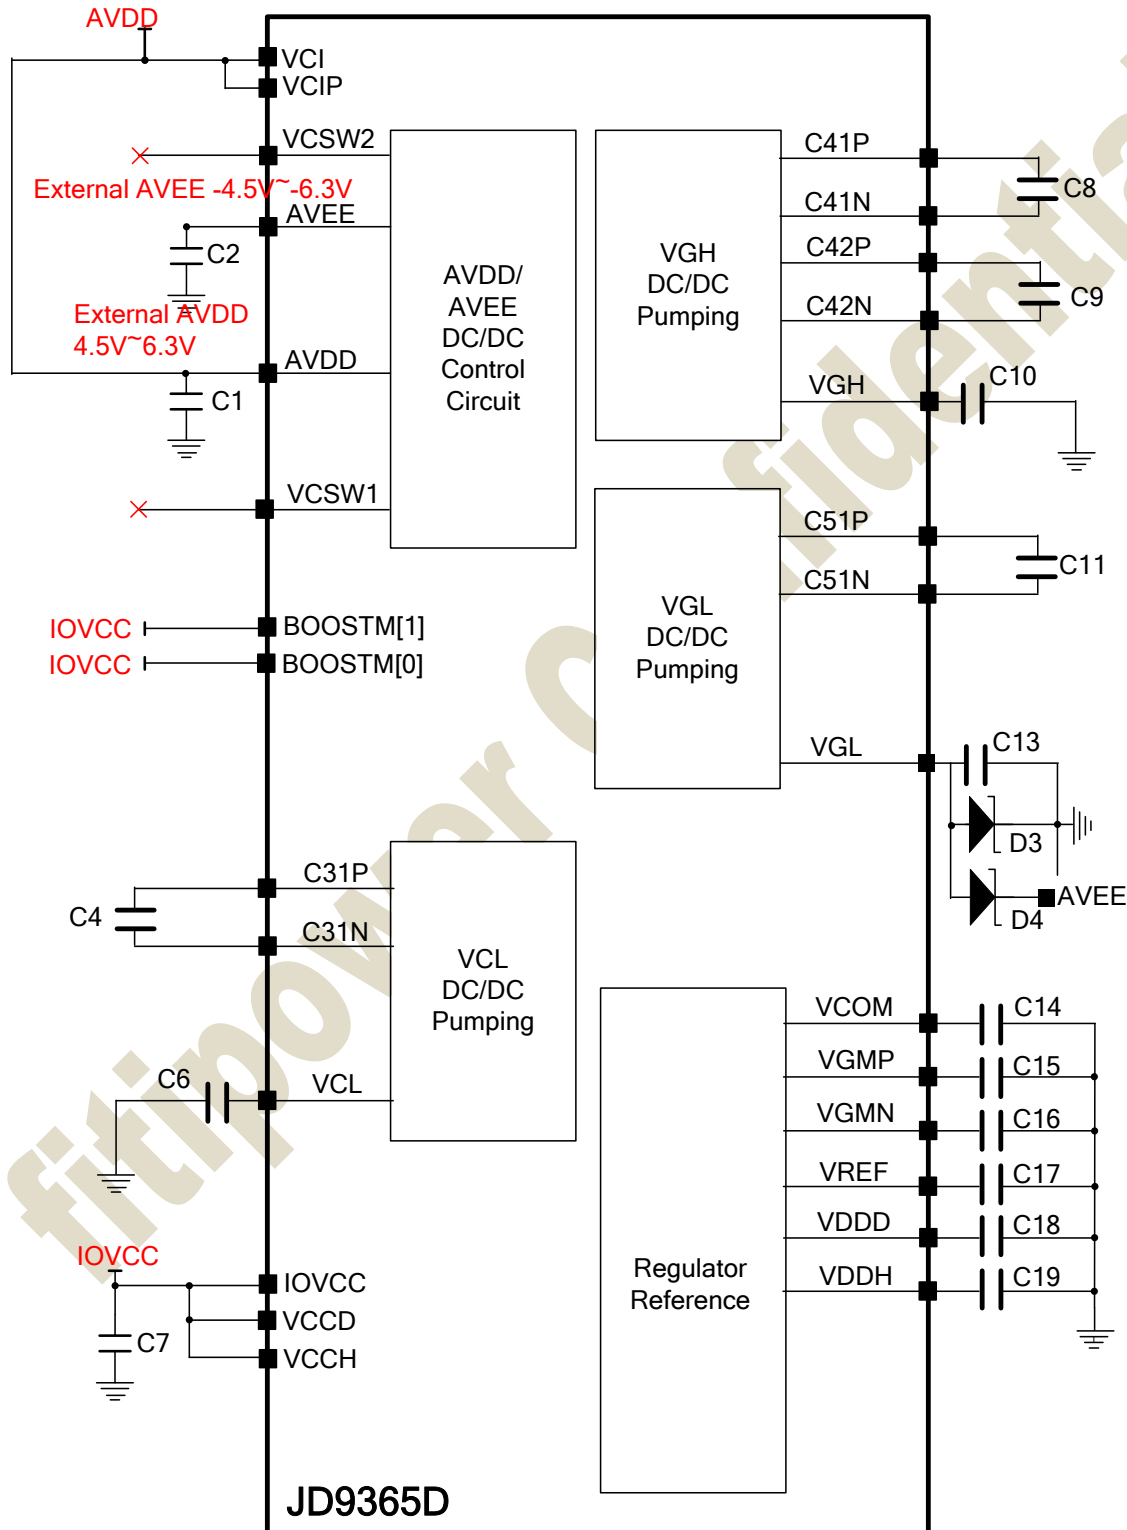 AVDD
VCI
VCIP
VCSW2
External AVEE -4.5V~-6.3V
AVEE
C2
External AVDD
4.5V~6.3V
AVDD
C1
VCSW1
AVDD/
AVEE
DC/DC
Control
Circuit
IOVCC
BOOSTM[1]
IOVCC
BOOSTM[0]
C31P
C4
C31N
VCL
DC/DC
Pumping
C6
VCL
IOVCC
IOVCC
VCCD
C7
VCCH
JD9365D
VGH
DC/DC
Pumping
C41P
C8
C41N
C42P
C9
C42N
VGH
C10
VGL
DC/DC
Pumping
C51P
C11
C51N
VGL
C13
D3
AVEE
D4
Regulator
Reference
VCOM
C14
VGMP
C15
VGMN
C16
VREF
C17
VDDD
C18
VDDH
C19